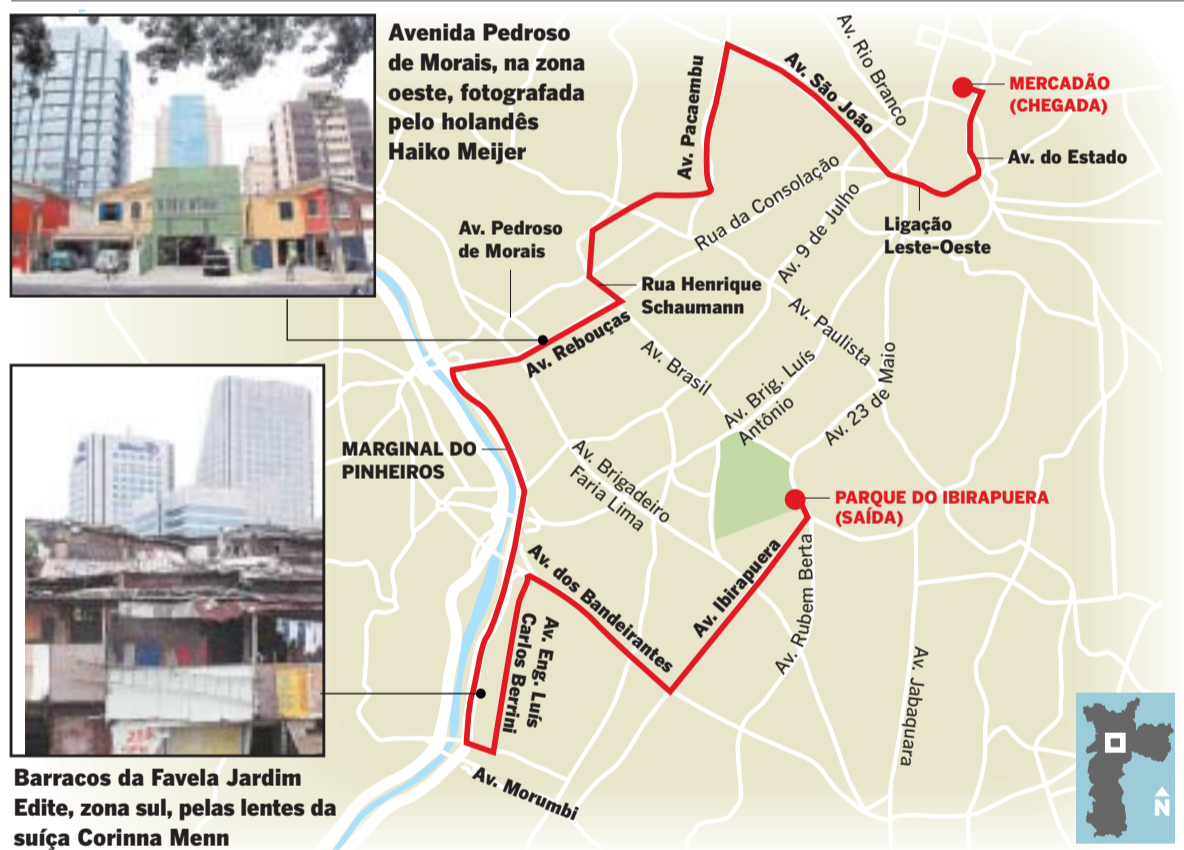 Avenida Pedroso
de Morais, na zona
oeste, fotografada
pelo holandês
Haiko Meijer
Av. Pacaembu
Av. São João
Av. Rio Branco
MERCADÃO
(CHEGADA)
Av. do Estado
Ligação
Leste-Oeste
Rua da Consolação
Av. 9 de Julho
Av. Pedroso
de Morais
Rua Henrique
Schaumann
Av. Rebouças
Av. Brasil
Av. Paulista
Av. Brig. Luís
Antônio
Av. 23 de Maio
MARGINAL DO
PINHEIROS
Av. Brigadeiro
Faria Lima
PARQUE DO IBIRAPUERA
(SAÍDA)
Av. dos Bandeirantes
Av. Ibirapuera
Av. Rubem Berta
Av. Eng. Luís
Carlos Berrini
Av. Jabaquara
Av. Morumbi
N
Barracos da Favela Jardim
Edite, zona sul, pelas lentes da
suíça Corinna Menn